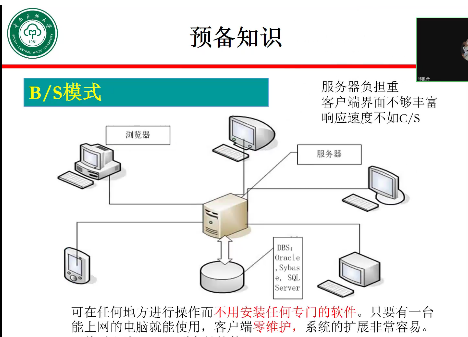 预备知识
B/S模式
服务器负担重
客户端界面不够丰富
响应速度不如C/S
浏览器
服务器
DBS:
Oracle
,Sybas
e, SQL
Server
可在任何地方进行操作而不用安装任何专门的软件。只要有一台
能上网的电脑就能使用，客户端零维护，系统的扩展非常容易。